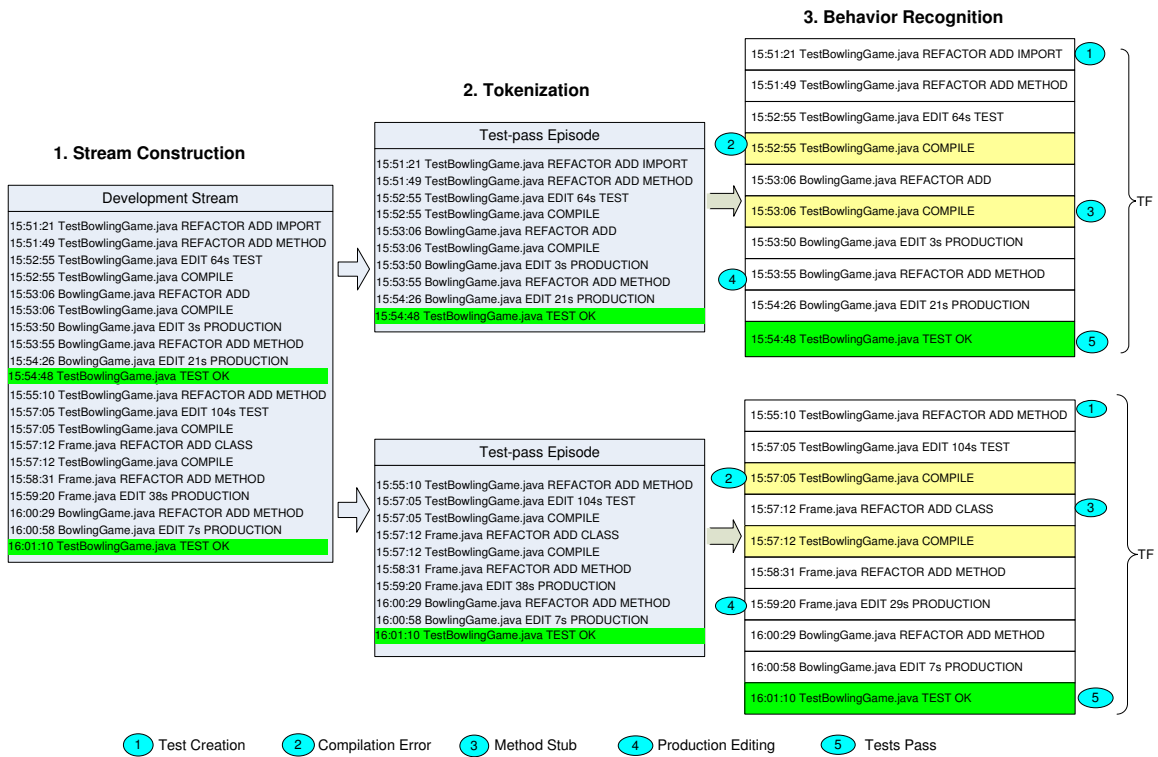 1. Stream Construction
Development Stream
15:51:21 TestBowlingGame.java REFACTOR ADD IMPORT
15:51:49 TestBowlingGame.java REFACTOR ADD METHOD
15:52:55 TestBowlingGame.java EDIT 64s TEST
15:52:55 TestBowlingGame.java COMPILE
15:53:06 BowlingGame.java REFACTOR ADD
15:53:06 TestBowlingGame.java COMPILE
15:53:50 BowlingGame.java EDIT 3s PRODUCTION
15:53:55 BowlingGame.java REFACTOR ADD METHOD
15:54:26 BowlingGame.java EDIT 21s PRODUCTION
15:54:48 TestBowlingGame.java TEST OK
15:55:10 TestBowlingGame.java REFACTOR ADD METHOD
15:57:05 TestBowlingGame.java EDIT 104s TEST
15:57:05 TestBowlingGame.java COMPILE
15:57:12 Frame.java REFACTOR ADD CLASS
15:57:12 TestBowlingGame.java COMPILE
15:58:31 Frame.java REFACTOR ADD METHOD
15:59:20 Frame.java EDIT 38s PRODUCTION
16:00:29 BowlingGame.java REFACTOR ADD METHOD
16:00:58 BowlingGame.java EDIT 7s PRODUCTION
16:01:10 TestBowlingGame.java TEST OK
2. Tokenization
Test-pass Episode
15:51:21 TestBowlingGame.java REFACTOR ADD IMPORT
15:51:49 TestBowlingGame.java REFACTOR ADD METHOD
15:52:55 TestBowlingGame.java EDIT 64s TEST
15:52:55 TestBowlingGame.java COMPILE
15:53:06 BowlingGame.java REFACTOR ADD
15:53:06 TestBowlingGame.java COMPILE
15:53:50 BowlingGame.java EDIT 3s PRODUCTION
15:53:55 BowlingGame.java REFACTOR ADD METHOD
15:54:26 BowlingGame.java EDIT 21s PRODUCTION
15:54:48 TestBowlingGame.java TEST OK
Test-pass Episode
15:55:10 TestBowlingGame.java REFACTOR ADD METHOD
15:57:05 TestBowlingGame.java EDIT 104s TEST
15:57:05 TestBowlingGame.java COMPILE
15:57:12 Frame.java REFACTOR ADD CLASS
15:57:12 TestBowlingGame.java COMPILE
15:58:31 Frame.java REFACTOR ADD METHOD
15:59:20 Frame.java EDIT 38s PRODUCTION
16:00:29 BowlingGame.java REFACTOR ADD METHOD
16:00:58 BowlingGame.java EDIT 7s PRODUCTION
16:01:10 TestBowlingGame.java TEST OK
3. Behavior Recognition
15:51:21 TestBowlingGame.java REFACTOR ADD IMPORT 1
15:51:49 TestBowlingGame.java REFACTOR ADD METHOD
15:52:55 TestBowlingGame.java EDIT 64s TEST
2 15:52:55 TestBowlingGame.java COMPILE
15:53:06 BowlingGame.java REFACTOR ADD
15:53:06 TestBowlingGame.java COMPILE 3
TF
15:53:50 BowlingGame.java EDIT 3s PRODUCTION
4 15:53:55 BowlingGame.java REFACTOR ADD METHOD
15:54:26 BowlingGame.java EDIT 21s PRODUCTION
15:54:48 TestBowlingGame.java TEST OK 5
15:55:10 TestBowlingGame.java REFACTOR ADD METHOD 1
15:57:05 TestBowlingGame.java EDIT 104s TEST
2 15:57:05 TestBowlingGame.java COMPILE
15:57:12 Frame.java REFACTOR ADD CLASS 3
15:57:12 TestBowlingGame.java COMPILE
TF
15:58:31 Frame.java REFACTOR ADD METHOD
4 15:59:20 Frame.java EDIT 29s PRODUCTION
16:00:29 BowlingGame.java REFACTOR ADD METHOD
16:00:58 BowlingGame.java EDIT 7s PRODUCTION
16:01:10 TestBowlingGame.java TEST OK 5
1 Test Creation 2 Compilation Error 3 Method Stub 4 Production Editing 5 Tests Pass